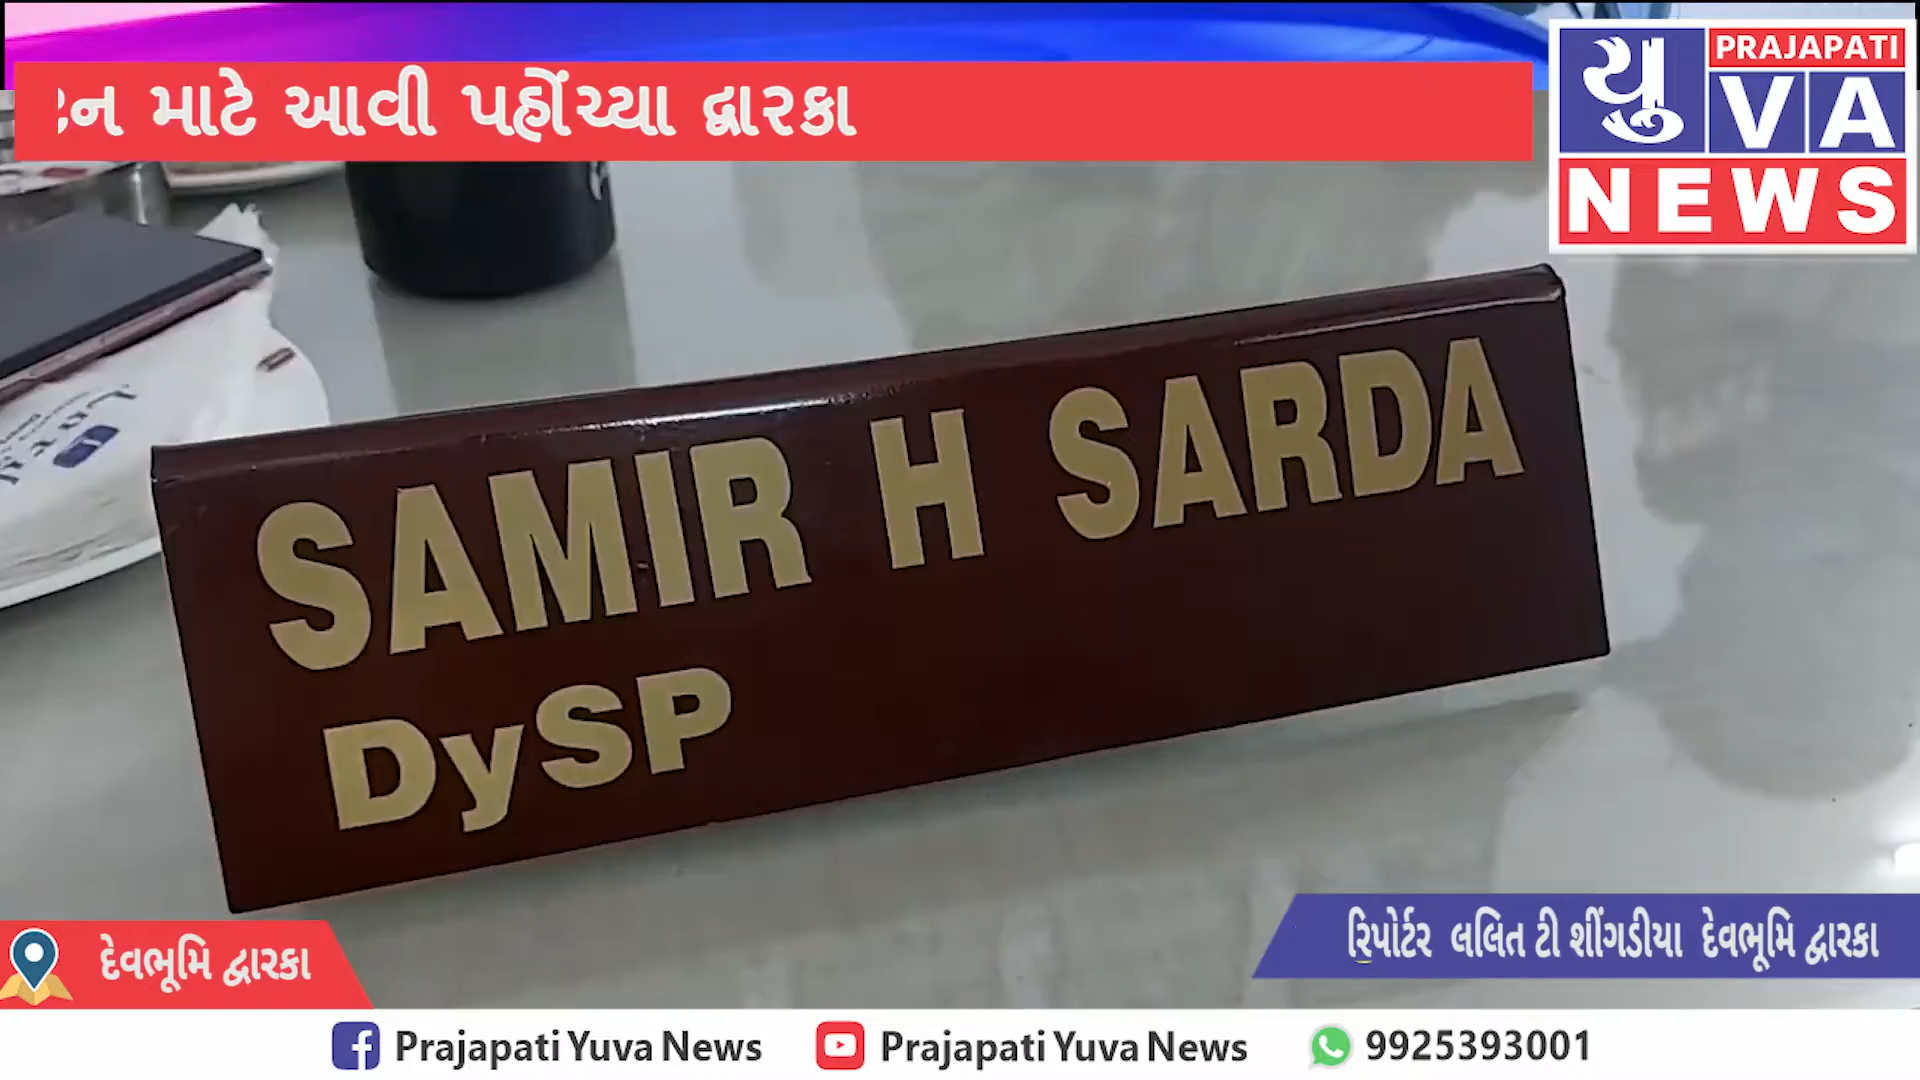 માટે આવી પહોંચ્યા દ્વારકા
PRAJAPATI
યુVA
NEWS
SAMIR H SARDA
DySP
દેવભૂમિ દ્વારકા
રિપોર્ટર લલિત ટી શીંગડીયા દેવભૂમિ દ્વારકા
Prajapati Yuva News
Prajapati Yuva News
9925393001